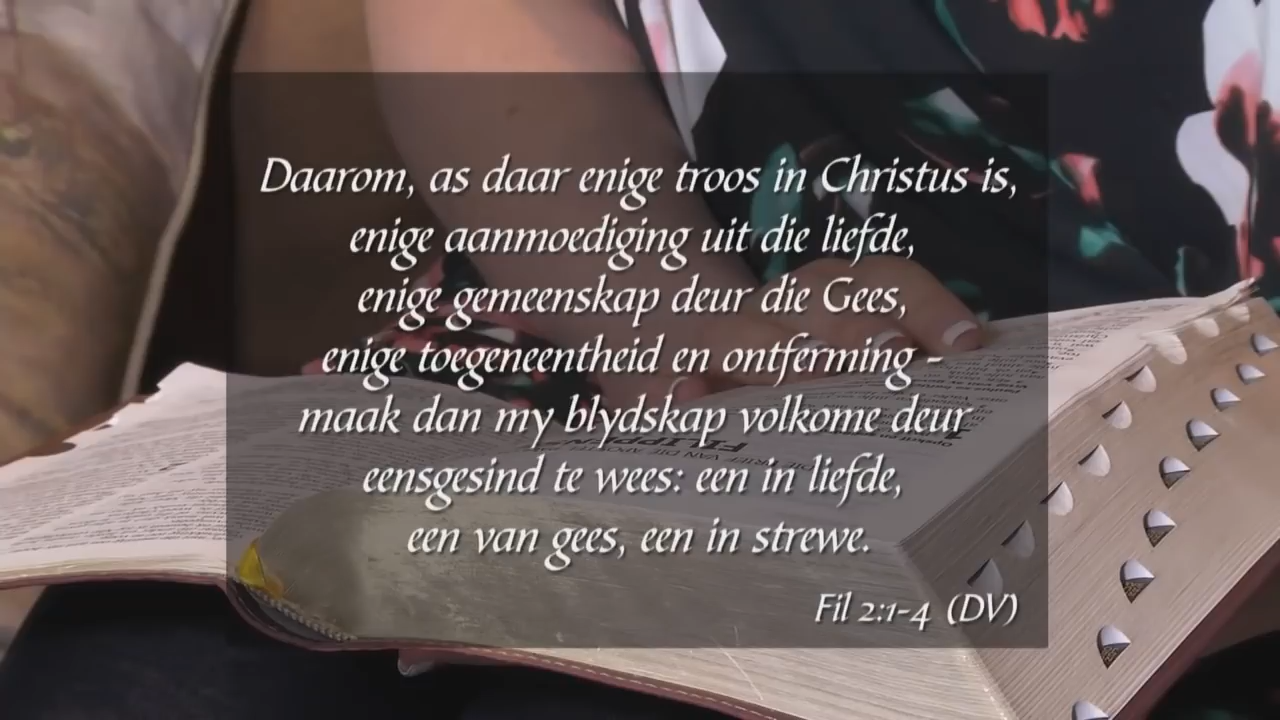 Daarom, as daar enige troos in Christus is,
enige aanmoediging uit die liefde,
enige gemeenskap deur die Gees,
enige toegeneentheid en ontferming -
maak dan my blydskap volkome deur
eensgesind te wees: een in liefde,
een van gees, een in strewe.
Fil 2:1-4 (DV)